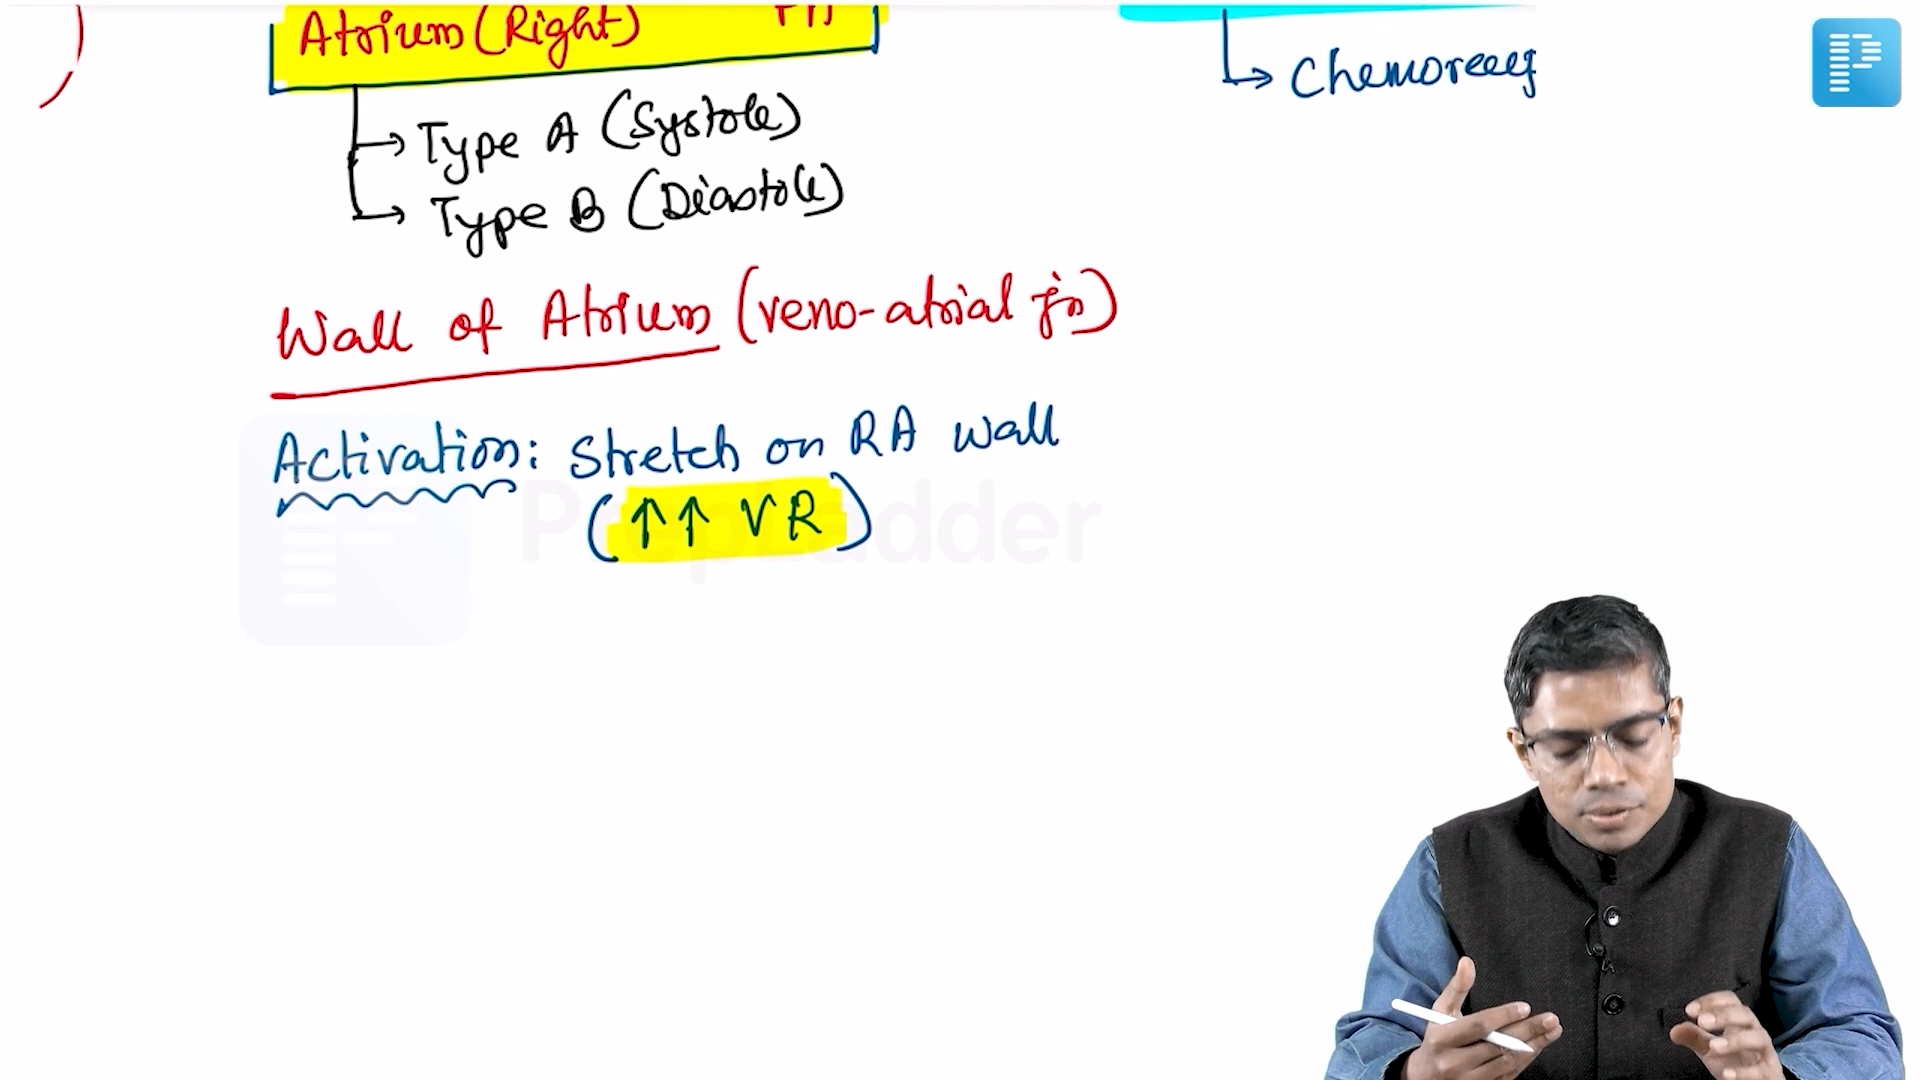 Atrium (Right)
Chemorecep
Type A (Systole)
Type B (Diastole)
Wall of Atrium (veno-atrial jn)
Activation: Stretch on RA wall
(↑↑ VR)
PrepLadder